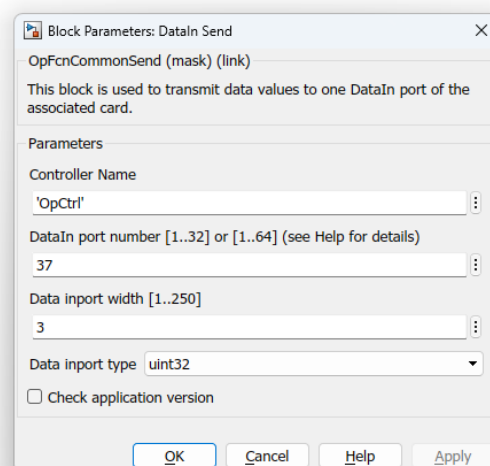 Block Parameters: DataIn Send
OpFcnCommonSend (mask) (link)
This block is used to transmit data values to one DataIn port of the
associated card.
Parameters
Controller Name
'OpCtrl'
DataIn port number [1..32] or [1..64] (see Help for details)
37
Data inport width [1..250]
3
Data inport type uint32
Check application version
OK Cancel Help Apply